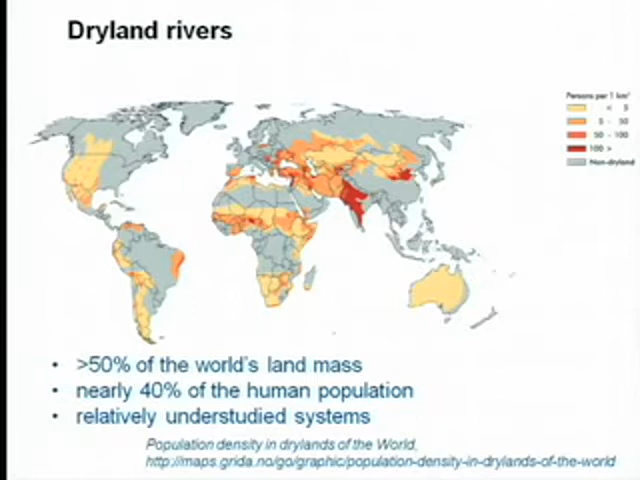 Dryland rivers
Persons per 1 km²
< 5
5 - 50
50 - 100
100 >
Non-dryland
• >50% of the world's land mass
• nearly 40% of the human population
• relatively understudied systems
Population density in drylands of the World,
http://maps.grida.no/go/graphic/population-density-in-drylands-of-the-world